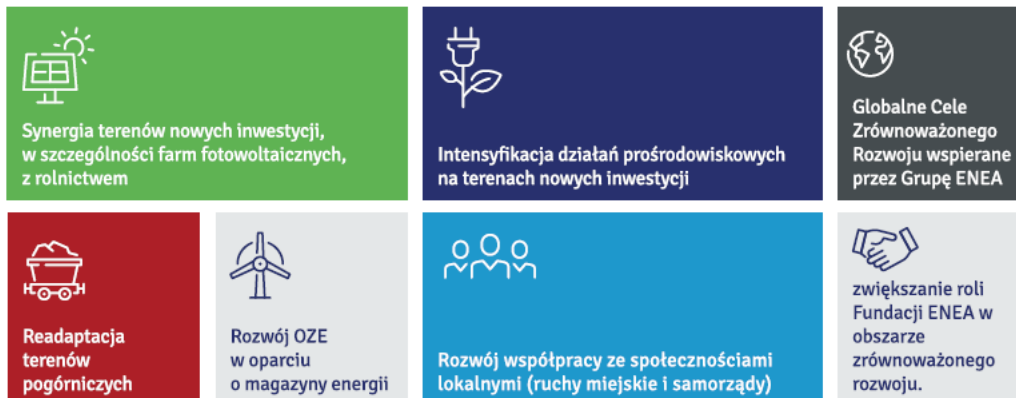 Synergia terenów nowych inwestycji,
w szczególności farm fotowoltaicznych,
z rolnictwem
Intensyfikacja działań prośrodowiskowych
na terenach nowych inwestycji
Globalne Cele
Zrównoważonego
Rozwoju wspierane
przez Grupę ENEA
Readaptacja
terenów
pogórniczych
Rozwój OZE
w oparciu
o magazyny energii
Rozwój współpracy ze społecznościami
lokalnymi (ruchy miejskie i samorządy)
zwiększanie roli
Fundacji ENEA w
obszarze
zrównoważonego
rozwoju.